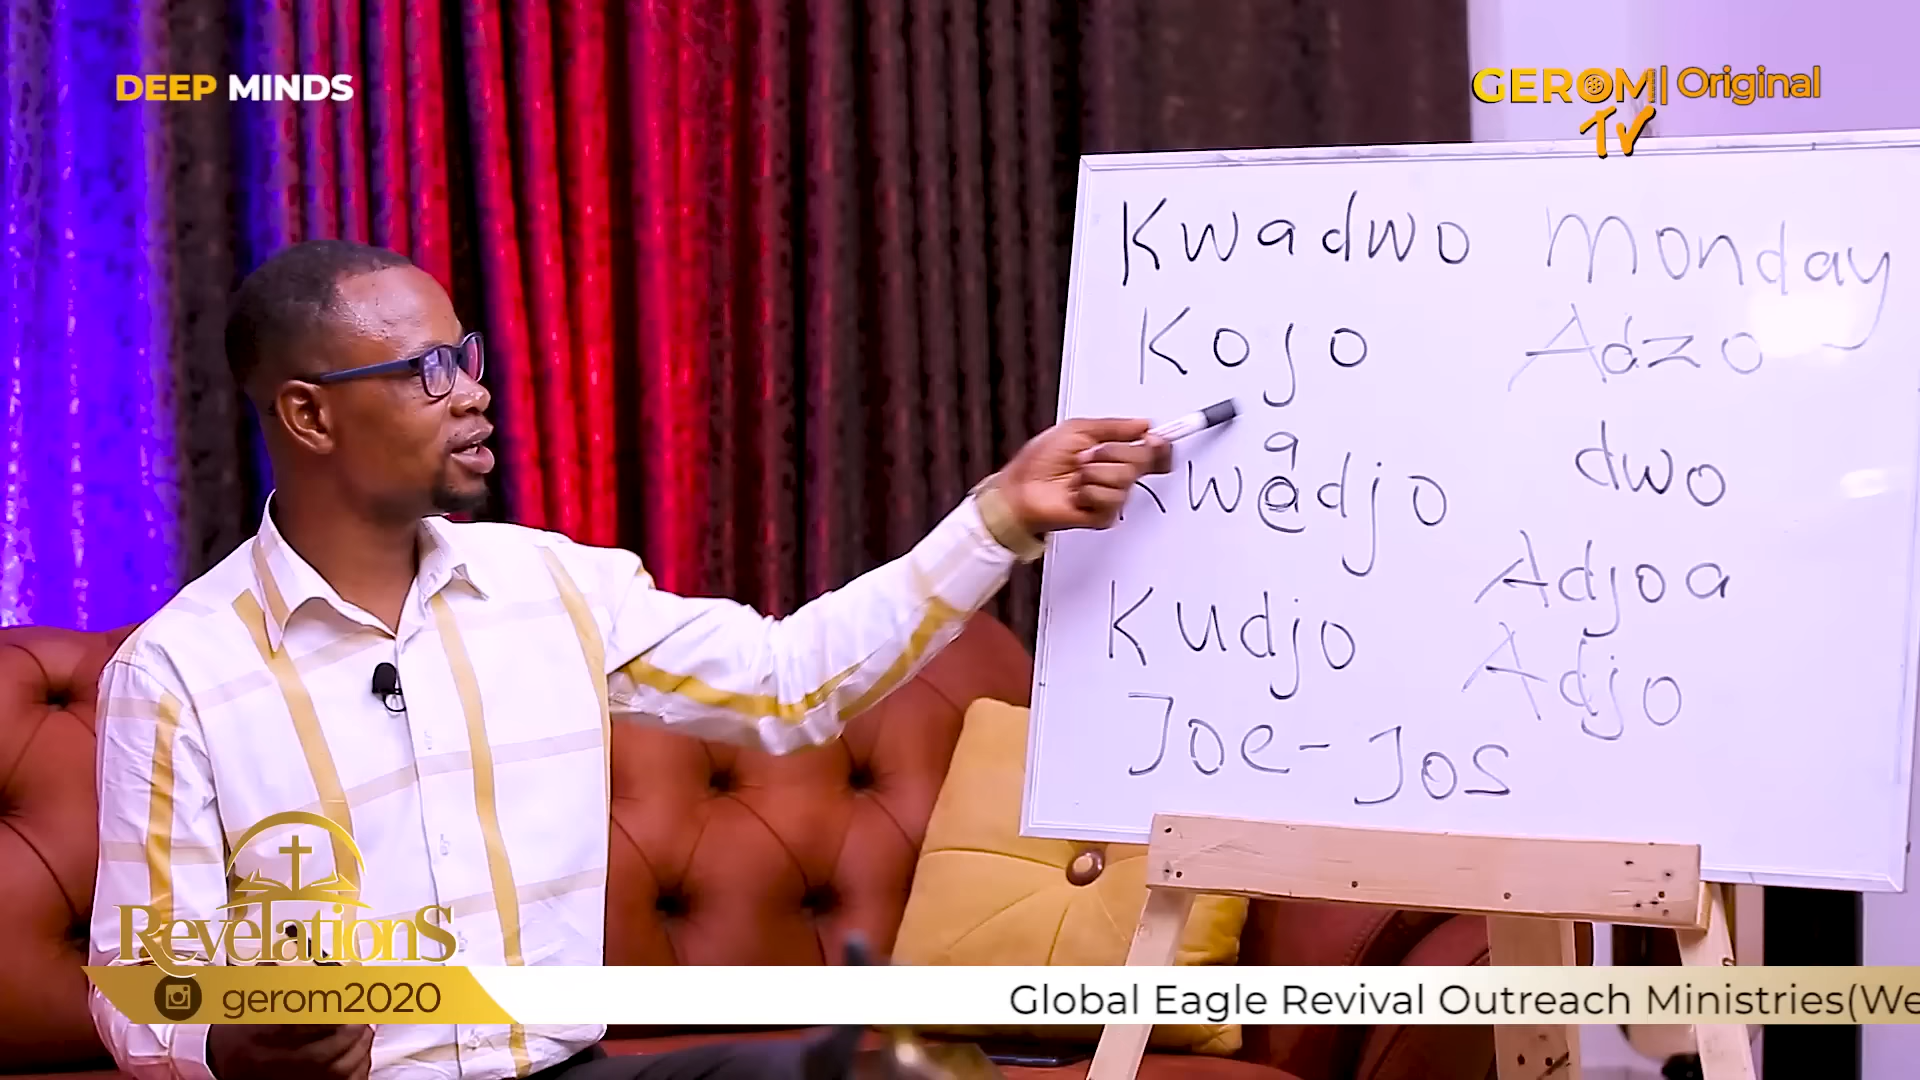 DEEP MINDS
GEROM TV | Original
Kwadwo Monday
Kojo Adzo
dwo
a
Kwadjo
Adjoa
Kudjo
Adjo
Joe-Jos
Revelations
gerom2020
Global Eagle Revival Outreach Ministries(We